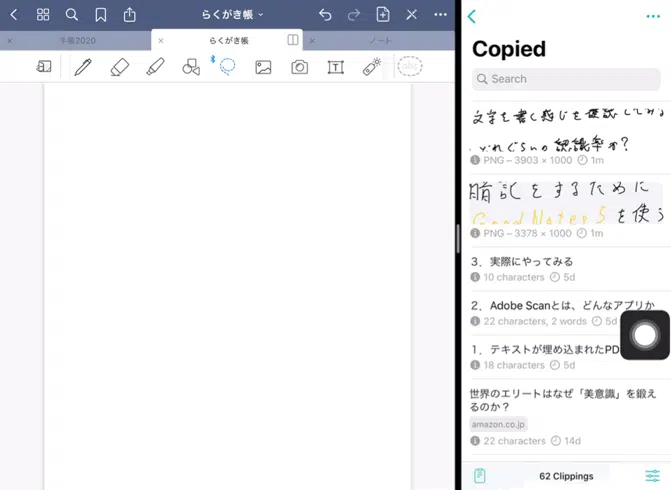 らくがき帳
手帳2020
らくがき帳
ノート
T
abc
Copied
Search
文字を書く感じを確認してみる
どれぐらいの認識率か?
PNG – 3903 × 1000 1m
暗記をするために
Good Notes 5 を使う
PNG – 3378 × 1000 1m
3．実際にやってみる
10 characters 5d
2．Adobe Scanとは、どんなアプリか
22 characters, 2 words 5d
1．テキストが埋め込まれたPD
18 characters 5d
世界のエリートはなぜ「美意識」を鍛え
るのか？
amazon.co.jp
22 characters 14d
62 Clippings